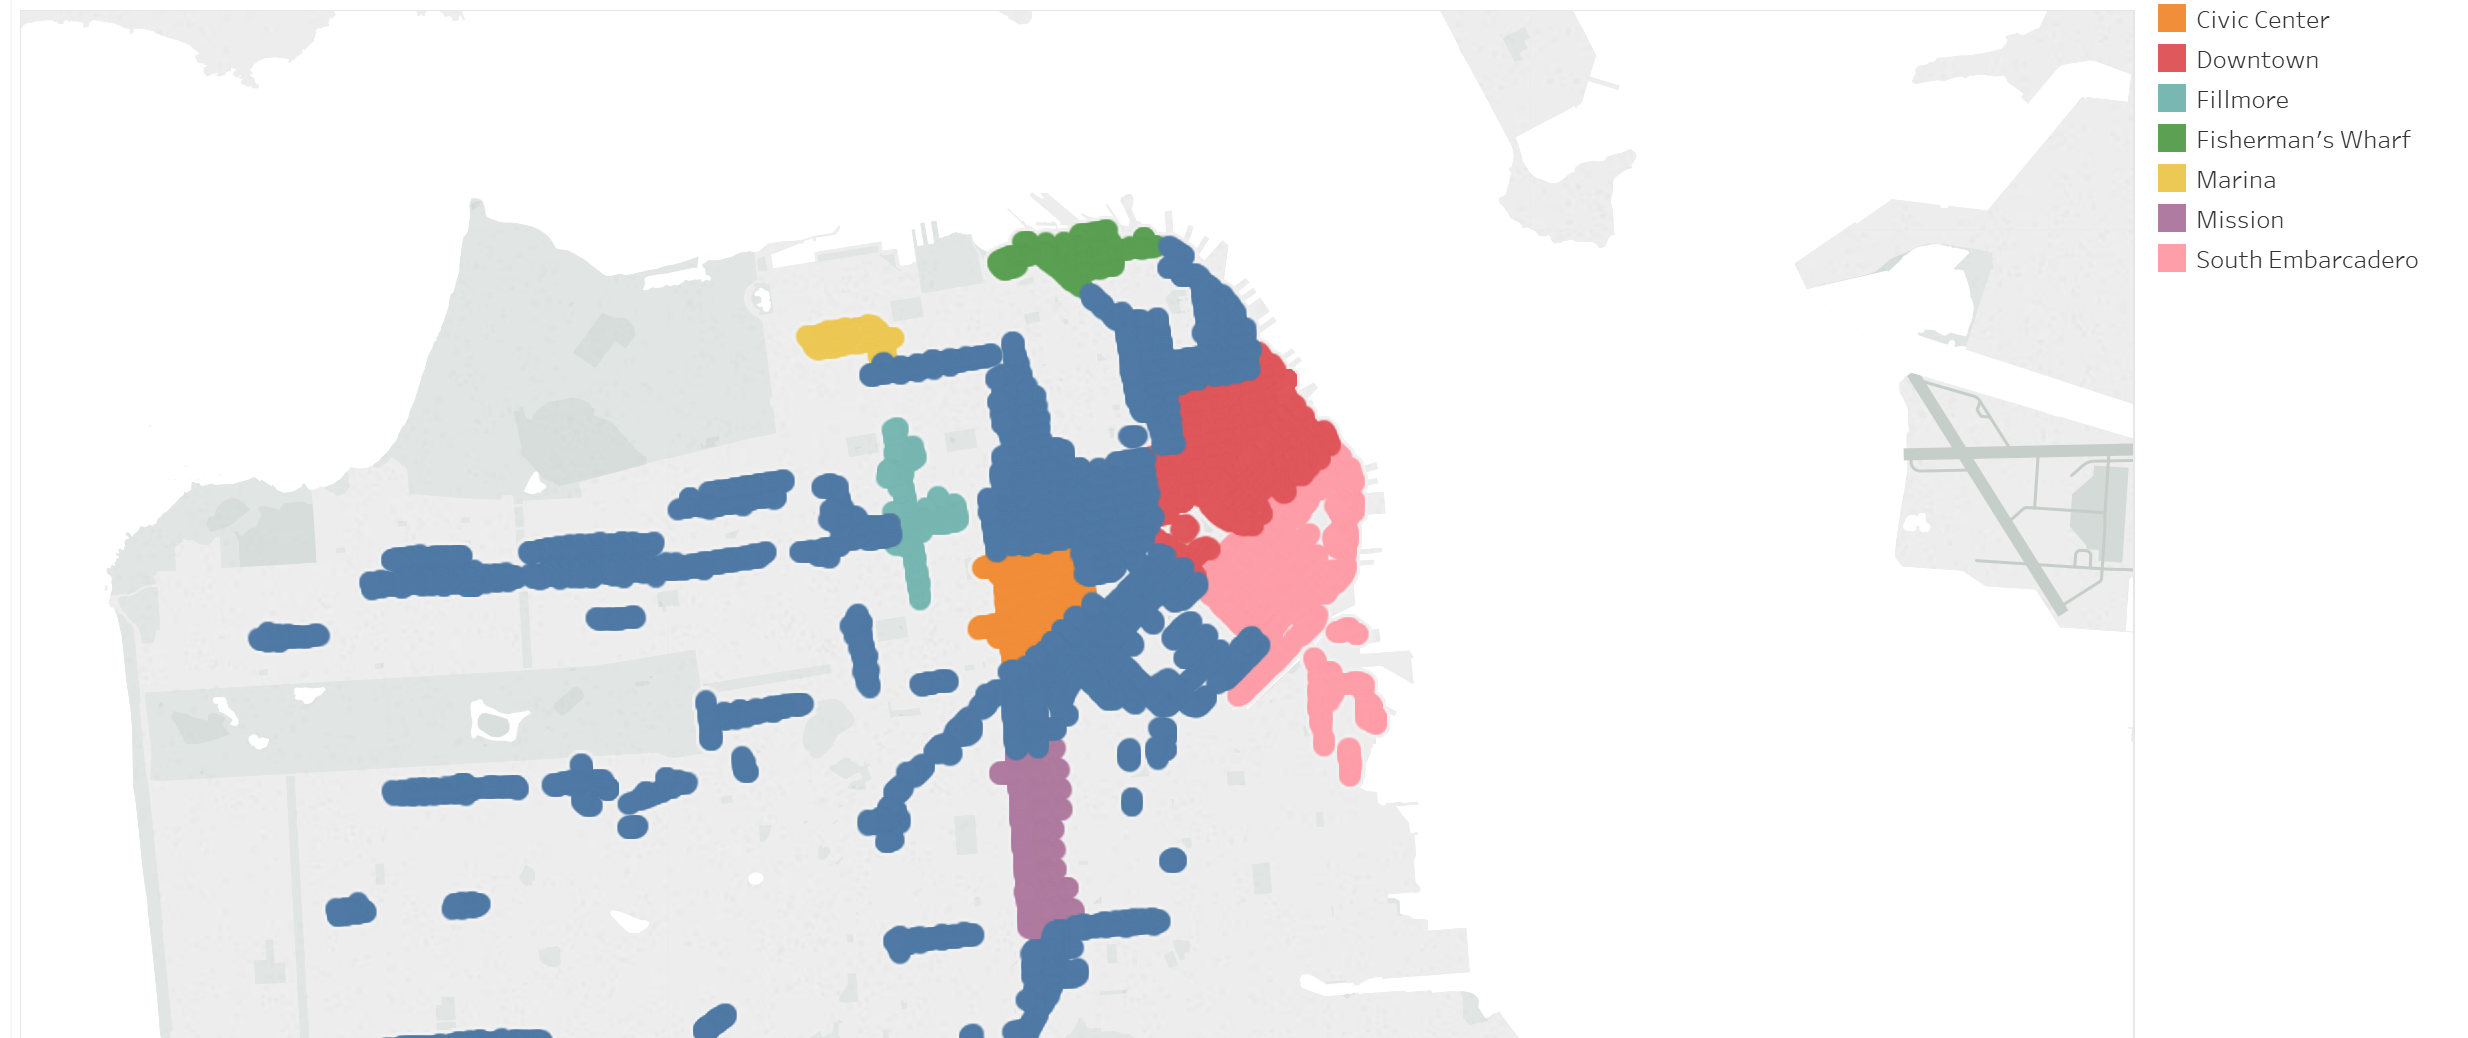 Civic Center
Downtown
Fillmore
Fisherman's Wharf
Marina
Mission
South Embarcadero